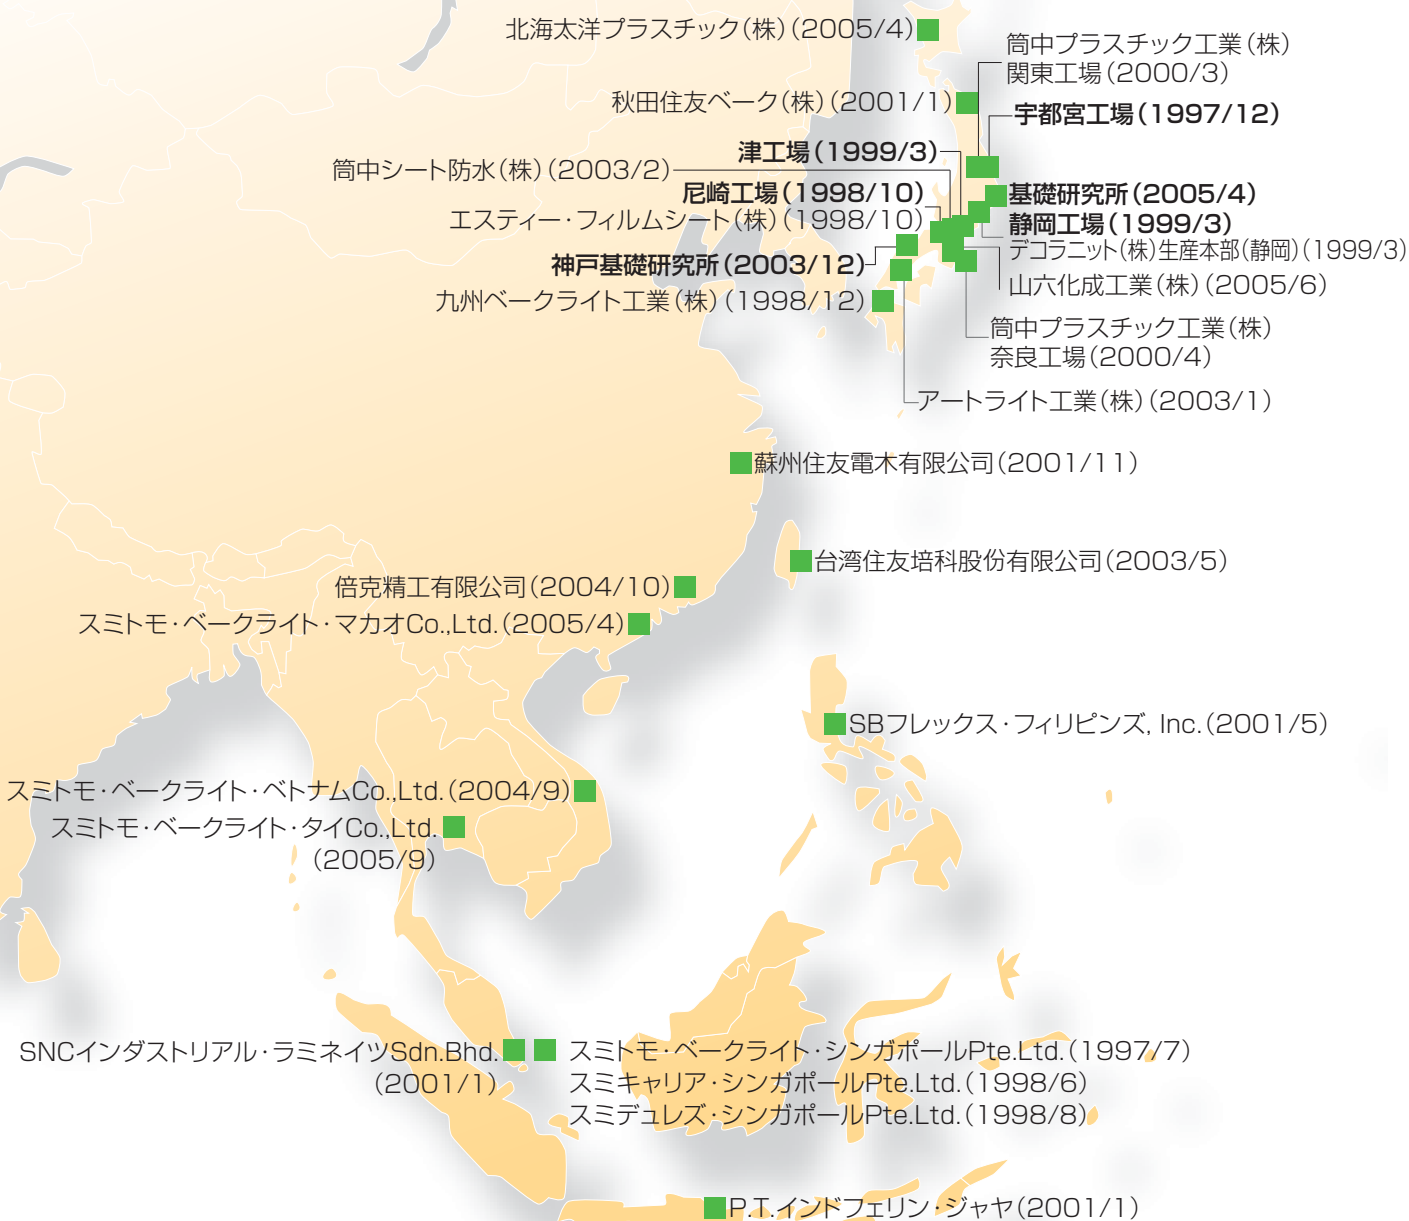 北海太洋プラスチック(株)(2005/4)
筒中プラスチック工業(株)
関東工場(2000/3)
秋田住友ベーク(株)(2001/1)
宇都宮工場(1997/12)
津工場(1999/3)
筒中シート防水(株)(2003/2)
尼崎工場(1998/10)
基礎研究所(2005/4)
エスティー・フィルムシート(株)(1998/10)
静岡工場(1999/3)
デコラニット(株)生産本部(静岡)(1999/3)
神戸基礎研究所(2003/12)
山六化成工業(株)(2005/6)
九州ベークライト工業(株)(1998/12)
筒中プラスチック工業(株)
奈良工場(2000/4)
アートライト工業(株)(2003/1)
蘇州住友電木有限公司(2001/11)
台湾住友培科股份有限公司(2003/5)
倍克精工有限公司(2004/10)
スミトモ・ベークライト・マカオCo.,Ltd.(2005/4)
SBフレックス・フィリピンズ, Inc.(2001/5)
スミトモ・ベークライト・ベトナムCo.,Ltd.(2004/9)
スミトモ・ベークライト・タイCo.,Ltd.
(2005/9)
SNCインダストリアル・ラミネイツSdn.Bhd.
(2001/1)
スミトモ・ベークライト・シンガポールPte.Ltd.(1997/7)
スミキャリア・シンガポールPte.Ltd.(1998/6)
スミデュレズ・シンガポールPte.Ltd.(1998/8)
P.T.インドフェリン・ジャヤ(2001/1)